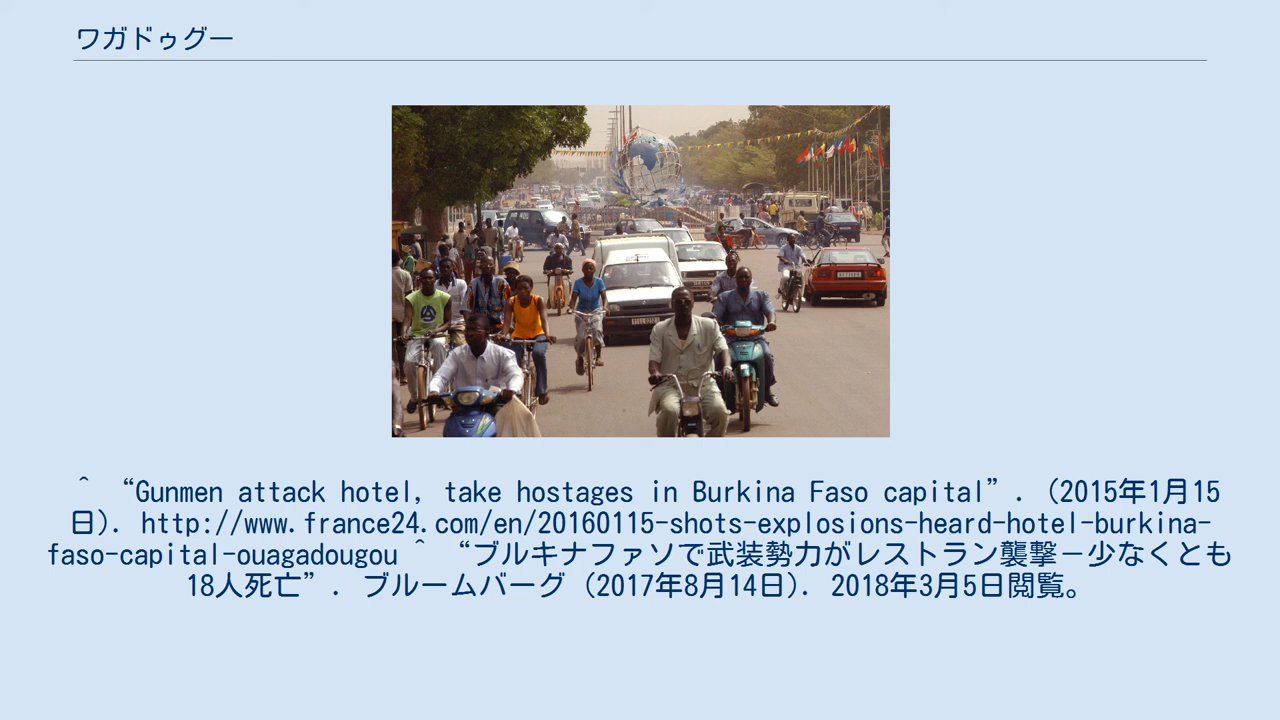 ワガドゥグー
^ “Gunmen attack hotel, take hostages in Burkina Faso capital”. (2015年1月15
日). http://www.france24.com/en/20160115-shots-explosions-heard-hotel-burkina-
faso-capital-ouagadougou ^ “ブルキナファソで武装勢力がレストラン襲撃－少なくとも
18人死亡”. ブルームバーグ (2017年8月14日). 2018年3月5日閲覧。